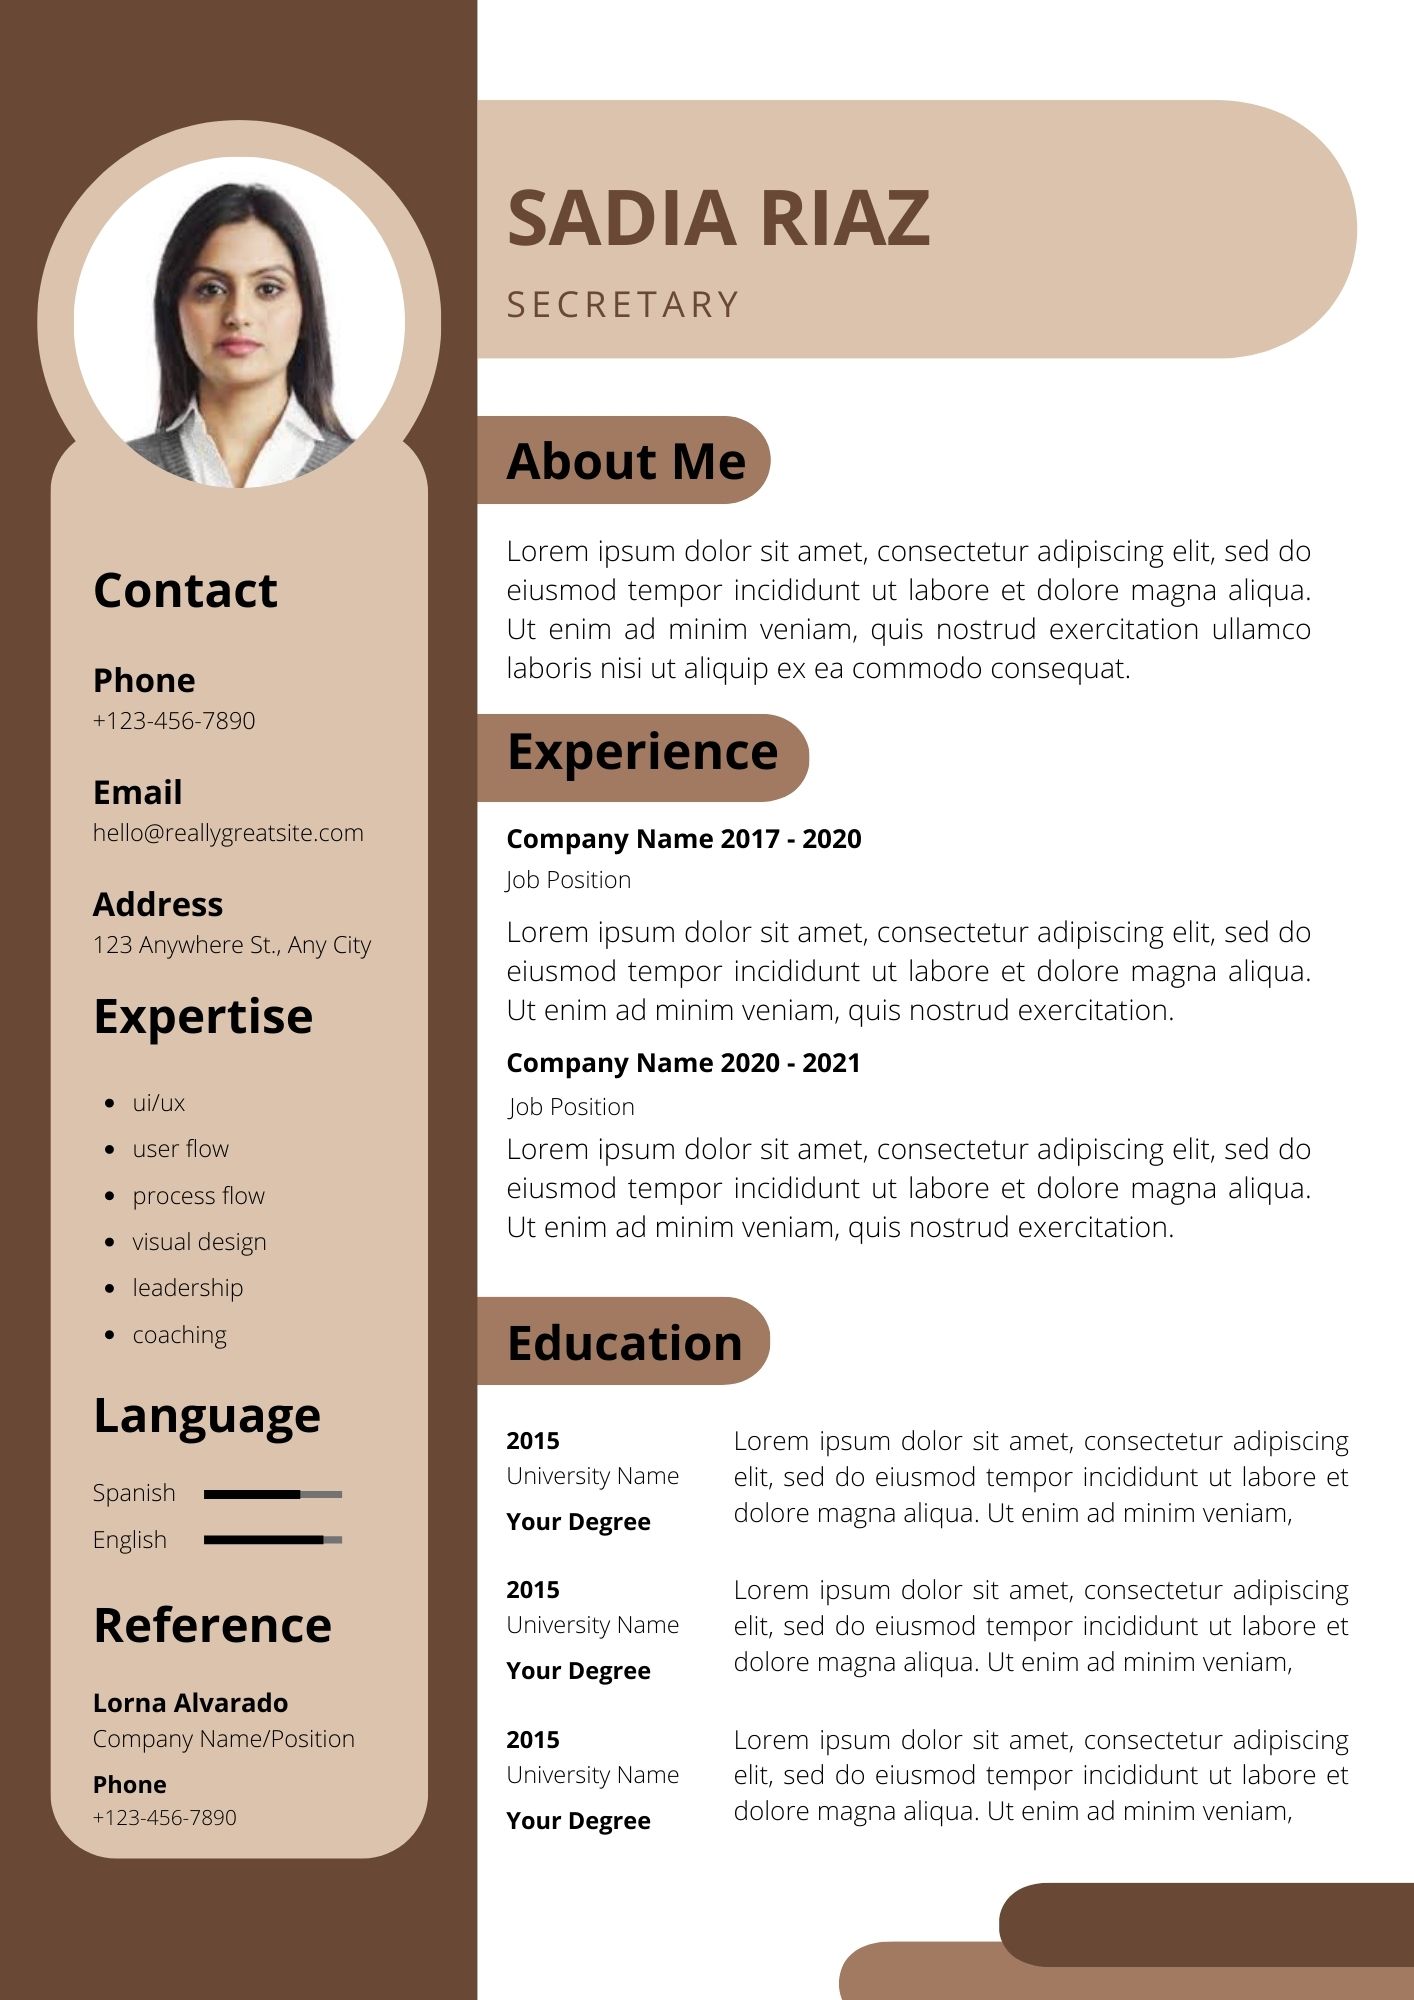 SADIA RIAZ
SECRETARY
Contact
Phone
+123-456-7890
Email
hello@reallygreatsite.com
Address
123 Anywhere St., Any City
Expertise
ui/ux
user flow
process flow
visual design
leadership
coaching
Language
Spanish
English
Reference
Lorna Alvarado
Company Name/Position
Phone
+123-456-7890
About Me
Lorem ipsum dolor sit amet, consectetur adipiscing elit, sed do
eiusmod tempor incididunt ut labore et dolore magna aliqua.
Ut enim ad minim veniam, quis nostrud exercitation ullamco
laboris nisi ut aliquip ex ea commodo consequat.
Experience
Company Name 2017 - 2020
Job Position
Lorem ipsum dolor sit amet, consectetur adipiscing elit, sed do
eiusmod tempor incididunt ut labore et dolore magna aliqua.
Ut enim ad minim veniam, quis nostrud exercitation.
Company Name 2020 - 2021
Job Position
Lorem ipsum dolor sit amet, consectetur adipiscing elit, sed do
eiusmod tempor incididunt ut labore et dolore magna aliqua.
Ut enim ad minim veniam, quis nostrud exercitation.
Education
2015
University Name
Your Degree
Lorem ipsum dolor sit amet, consectetur adipiscing
elit, sed do eiusmod tempor incididunt ut labore et
dolore magna aliqua. Ut enim ad minim veniam,
2015
University Name
Your Degree
Lorem ipsum dolor sit amet, consectetur adipiscing
elit, sed do eiusmod tempor incididunt ut labore et
dolore magna aliqua. Ut enim ad minim veniam,
2015
University Name
Your Degree
Lorem ipsum dolor sit amet, consectetur adipiscing
elit, sed do eiusmod tempor incididunt ut labore et
dolore magna aliqua. Ut enim ad minim veniam,